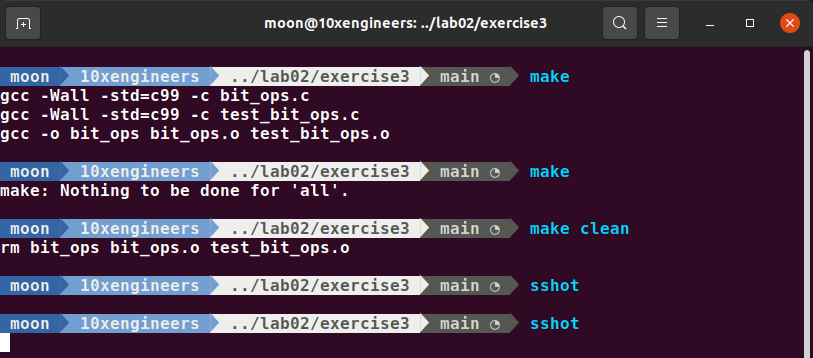 moon@10xengineers: ../lab02/exercise3
moon 10xengineers ../lab02/exercise3 main ◔ make
gcc -Wall -std=c99 -c bit_ops.c
gcc -Wall -std=c99 -c test_bit_ops.c
gcc -o bit_ops bit_ops.o test_bit_ops.o
moon 10xengineers ../lab02/exercise3 main ◔ make
make: Nothing to be done for 'all'.
moon 10xengineers ../lab02/exercise3 main ◔ make clean
rm bit_ops bit_ops.o test_bit_ops.o
moon 10xengineers ../lab02/exercise3 main ◔ sshot
moon 10xengineers ../lab02/exercise3 main ◔ sshot